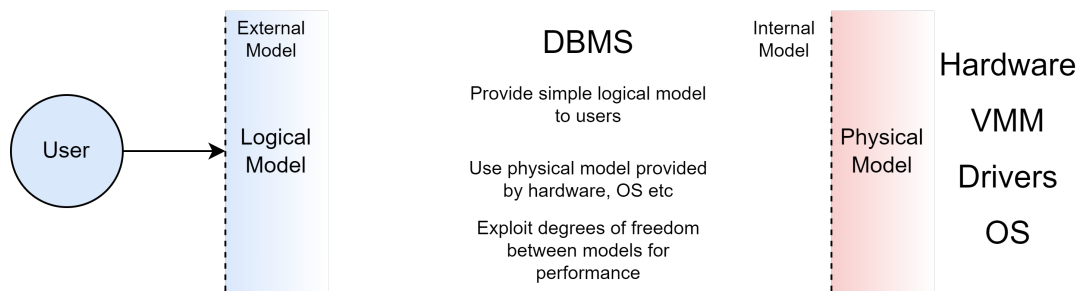 User
External
Model
Logical
Model
DBMS
Provide simple logical model
to users
Use physical model provided
by hardware, OS etc
Exploit degrees of freedom
between models for
performance
Internal
Model
Physical
Model
Hardware
VMM
Drivers
OS